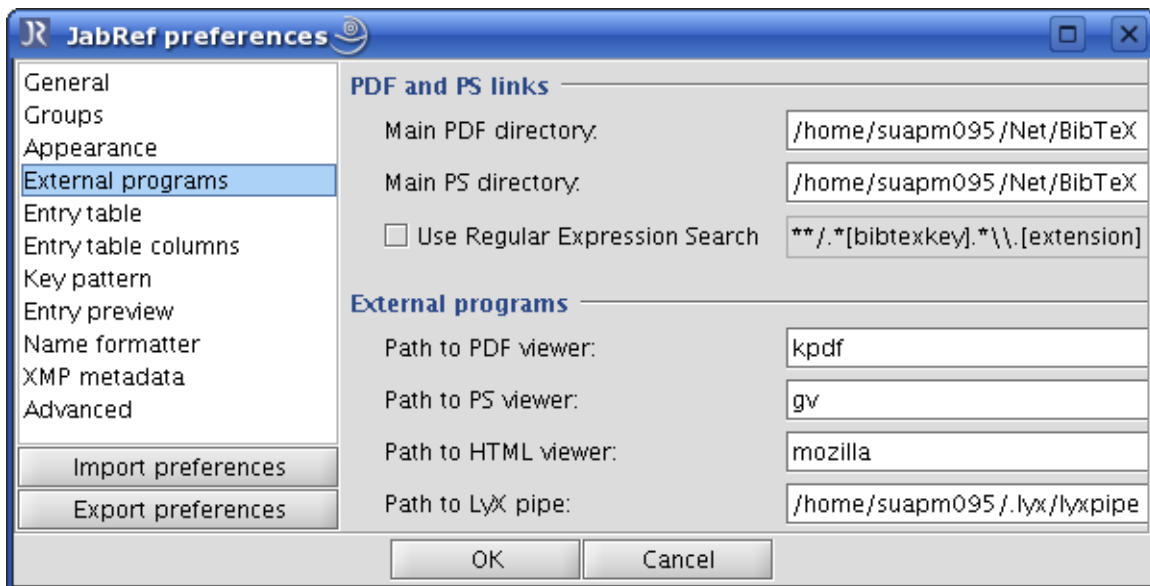 JR JabRef preferences
General
Groups
Appearance
External programs
Entry table
Entry table columns
Key pattern
Entry preview
Name formatter
XMP metadata
Advanced
Import preferences
Export preferences
PDF and PS links
Main PDF directory: /home/suapm095/Net/BibTeX
Main PS directory: /home/suapm095/Net/BibTeX
Use Regular Expression Search **/.*[bibtexkey].*\\.[extension]
External programs
Path to PDF viewer: kpdf
Path to PS viewer: gv
Path to HTML viewer: mozilla
Path to LyX pipe: /home/suapm095/.lyx/lyxpipe
OK Cancel